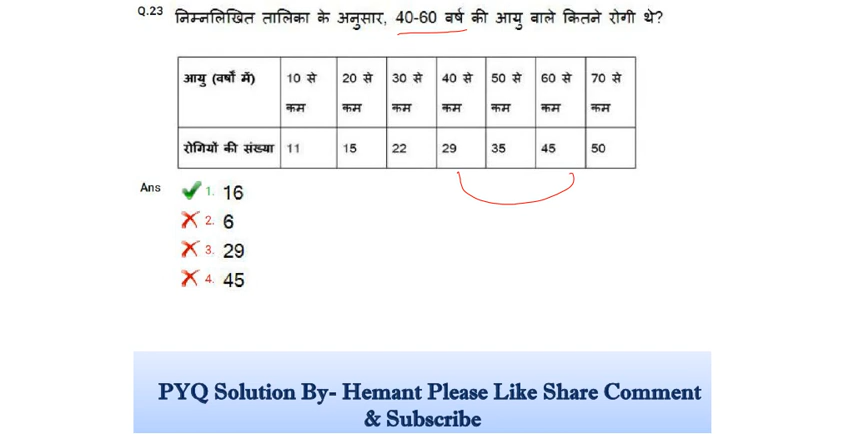 Q.23 निम्नलिखित तालिका के अनुसार, 40-60 वर्ष की आयु वाले कितने रोगी थे?
आयु (वर्षों में) 10 से 20 से 30 से 40 से 50 से 60 से 70 से
कम कम कम कम कम कम कम
रोगियों की संख्या 11 15 22 29 35 45 50
Ans 1. 16
2. 6
3. 29
4. 45
PYQ Solution By- Hemant Please Like Share Comment
& Subscribe